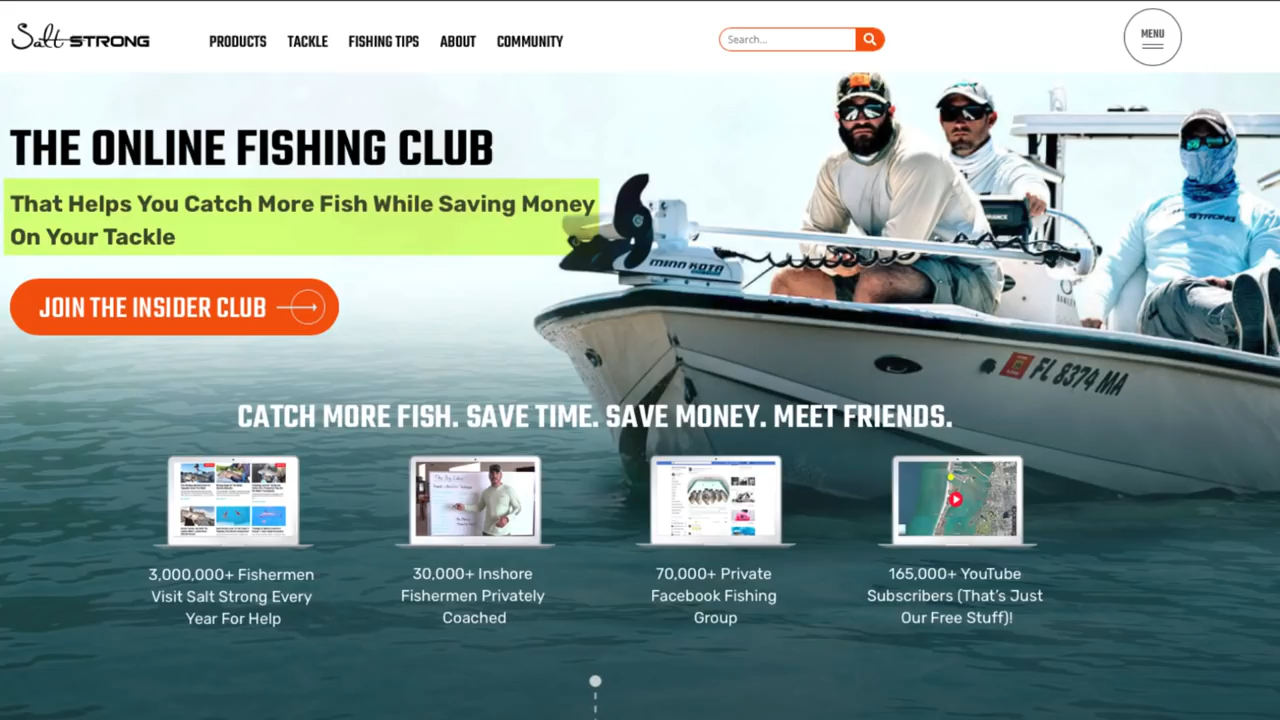 Salt STRONG
PRODUCTS
TACKLE
FISHING TIPS
ABOUT
COMMUNITY
Search...
MENU
THE ONLINE FISHING CLUB
That Helps You Catch More Fish While Saving Money
On Your Tackle
JOIN THE INSIDER CLUB
MINN KOTA
STRONG
FL 8374 MA
CATCH MORE FISH. SAVE TIME. SAVE MONEY. MEET FRIENDS.
3,000,000+ Fishermen
Visit Salt Strong Every
Year For Help
30,000+ Inshore
Fishermen Privately
Coached
70,000+ Private
Facebook Fishing
Group
165,000+ YouTube
Subscribers (That's Just
Our Free Stuff)!